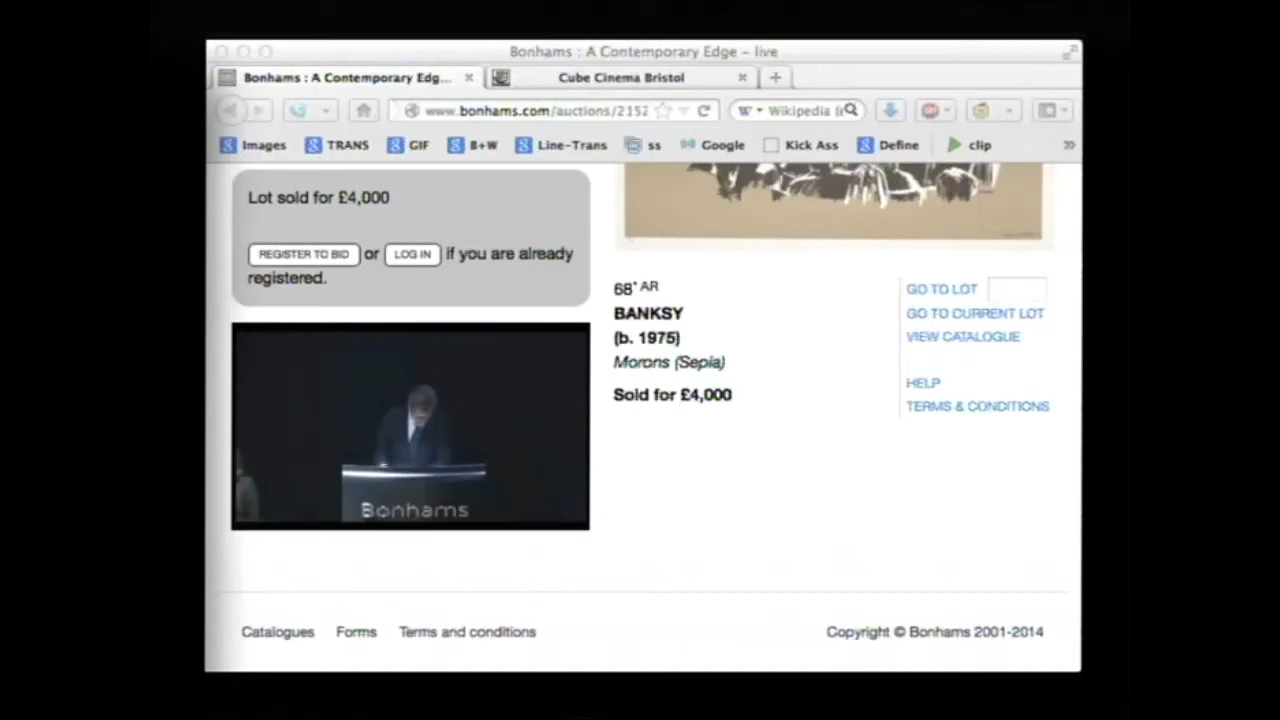 Bonhams : A Contemporary Edge – live
Bonhams : A Contemporary Edg...
Cube Cinema Bristol
www.bonhams.com/auctions/2152
Wikipedia (
Images
TRANS
GIF
B+W
Line-Trans
ss
Google
Kick Ass
Define
clip
Lot sold for £4,000
REGISTER TO BID or LOG IN if you are already
registered.
Bonhams
68* AR
BANKSY
(b. 1975)
Morons (Sepia)
Sold for £4,000
GO TO LOT
GO TO CURRENT LOT
VIEW CATALOGUE
HELP
TERMS & CONDITIONS
Catalogues Forms Terms and conditions
Copyright © Bonhams 2001-2014